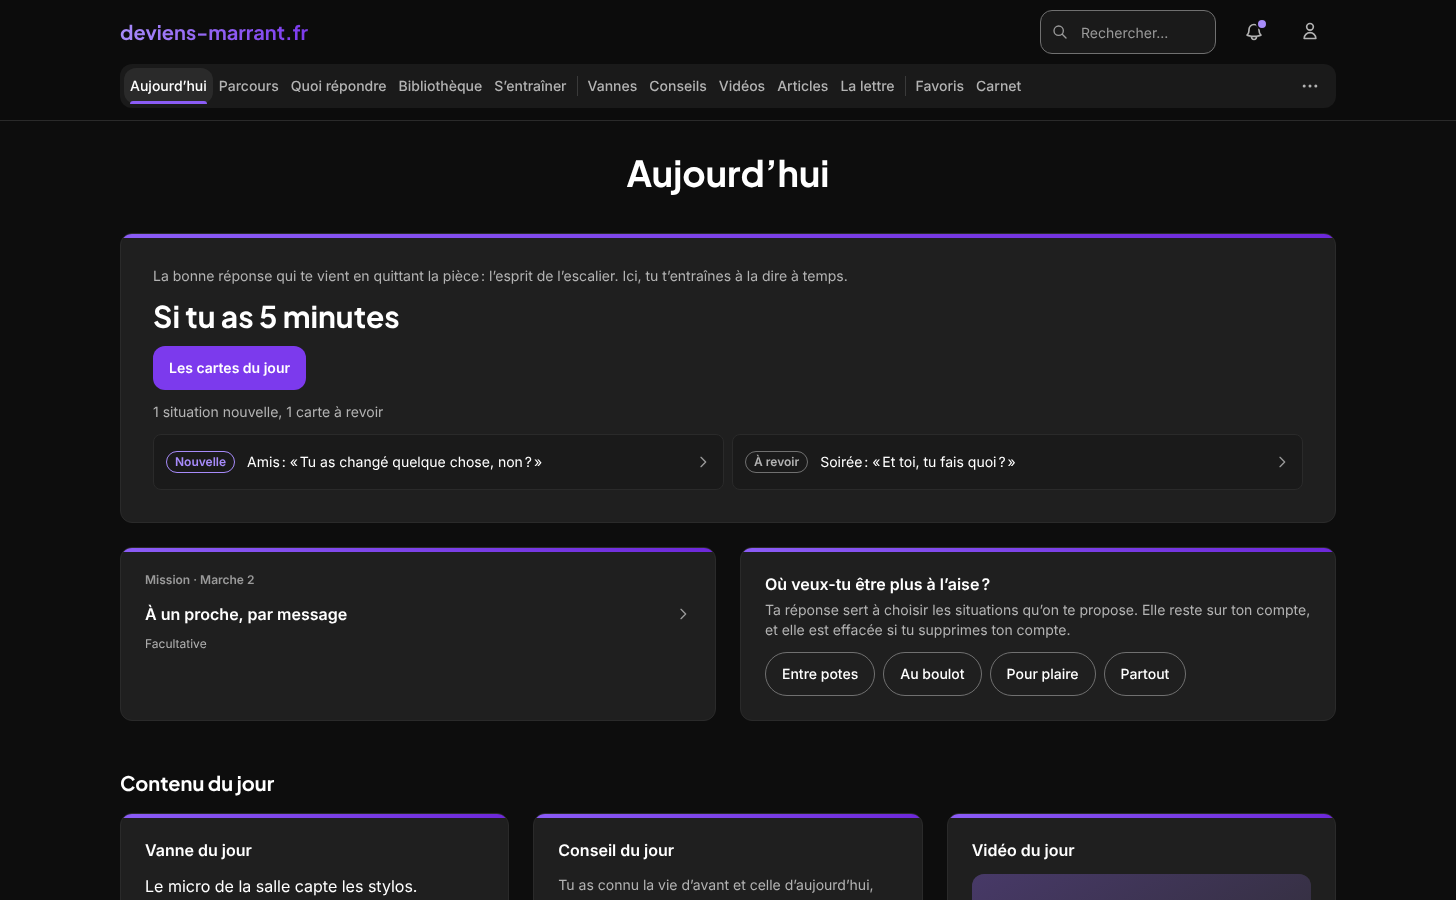 deviens-marrant.fr
Rechercher...
Aujourd’hui Parcours Quoi répondre Bibliothèque S’entraîner Vannes Conseils Vidéos Articles La lettre Favoris Carnet
Aujourd’hui
La bonne réponse qui te vient en quittant la pièce : l’esprit de l’escalier. Ici, tu t’entraînes à la dire à temps.
Si tu as 5 minutes
Les cartes du jour
1 situation nouvelle, 1 carte à revoir
Nouvelle Amis : « Tu as changé quelque chose, non ? »
À revoir Soirée : « Et toi, tu fais quoi ? »
Mission · Marche 2
À un proche, par message
Facultative
Où veux-tu être plus à l’aise ?
Ta réponse sert à choisir les situations qu’on te propose. Elle reste sur ton compte,
et elle est effacée si tu supprimes ton compte.
Entre potes Au boulot Pour plaire Partout
Contenu du jour
Vanne du jour
Le micro de la salle capte les stylos.
Conseil du jour
Tu as connu la vie d’avant et celle d’aujourd’hui,
Vidéo du jour